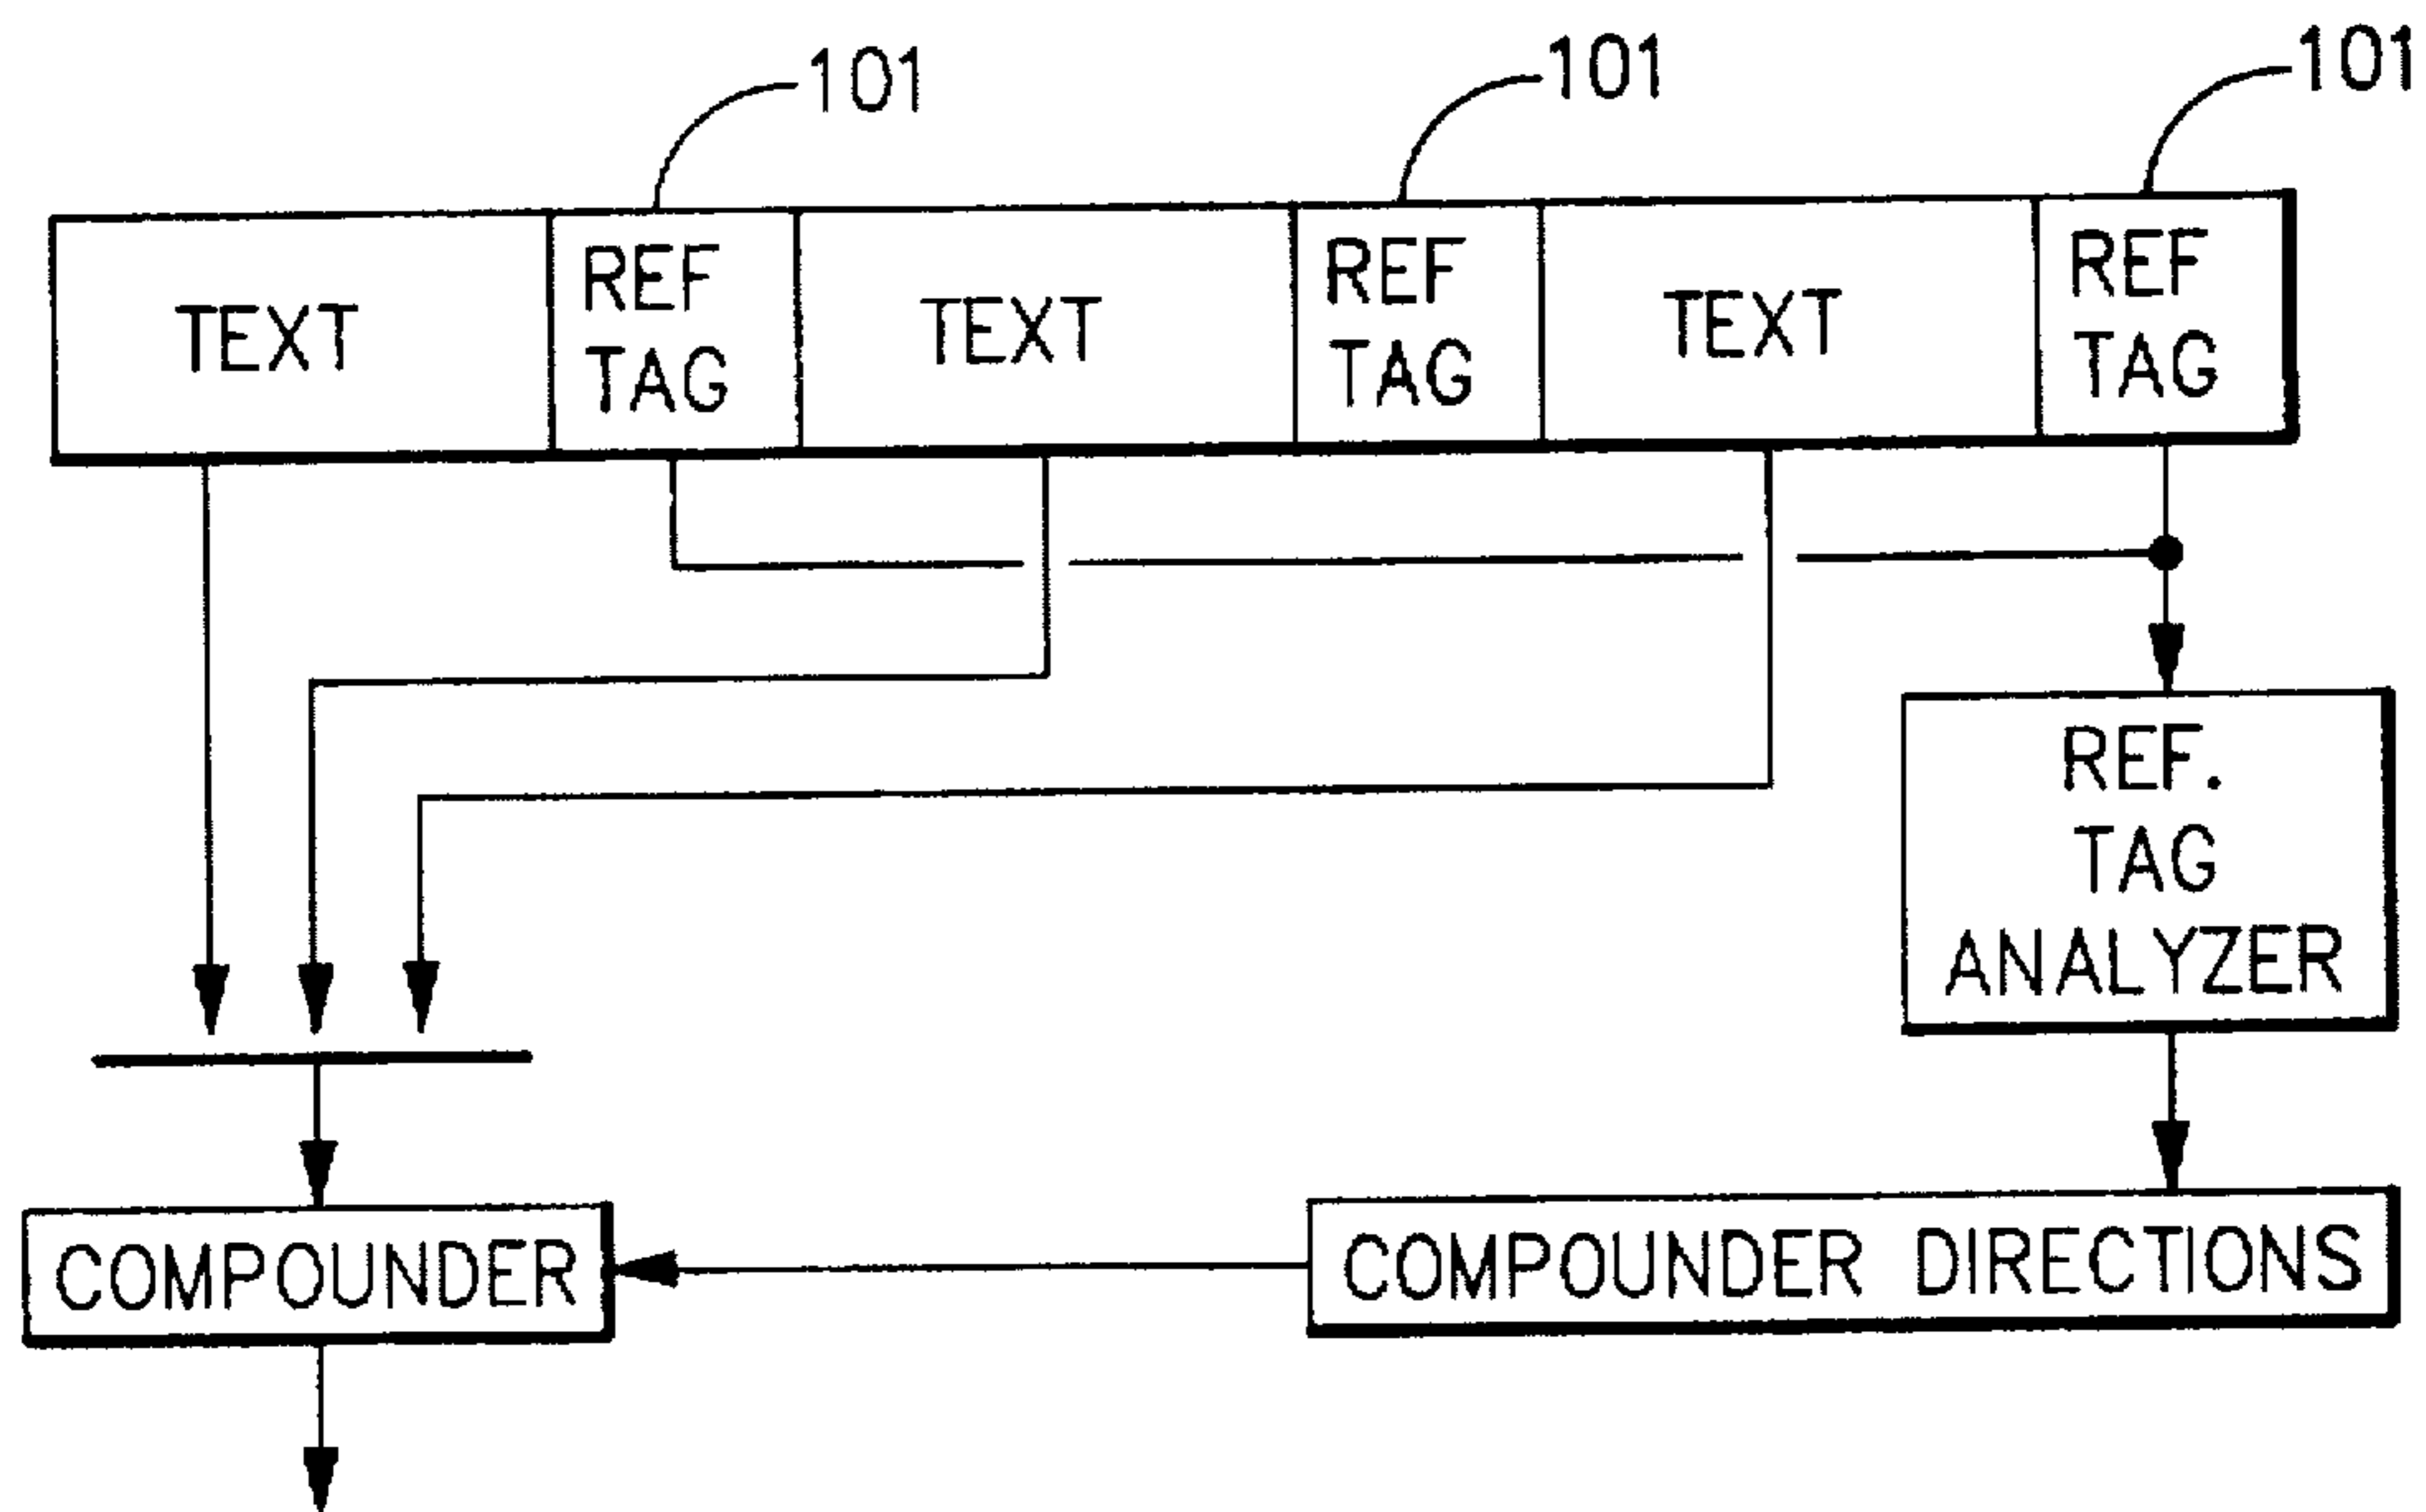 101
101
101
TEXT
REF
TAG
TEXT
REF
TAG
TEXT
REF
TAG
REF.
TAG
ANALYZER
COMPOUNDER
COMPOUNDER DIRECTIONS